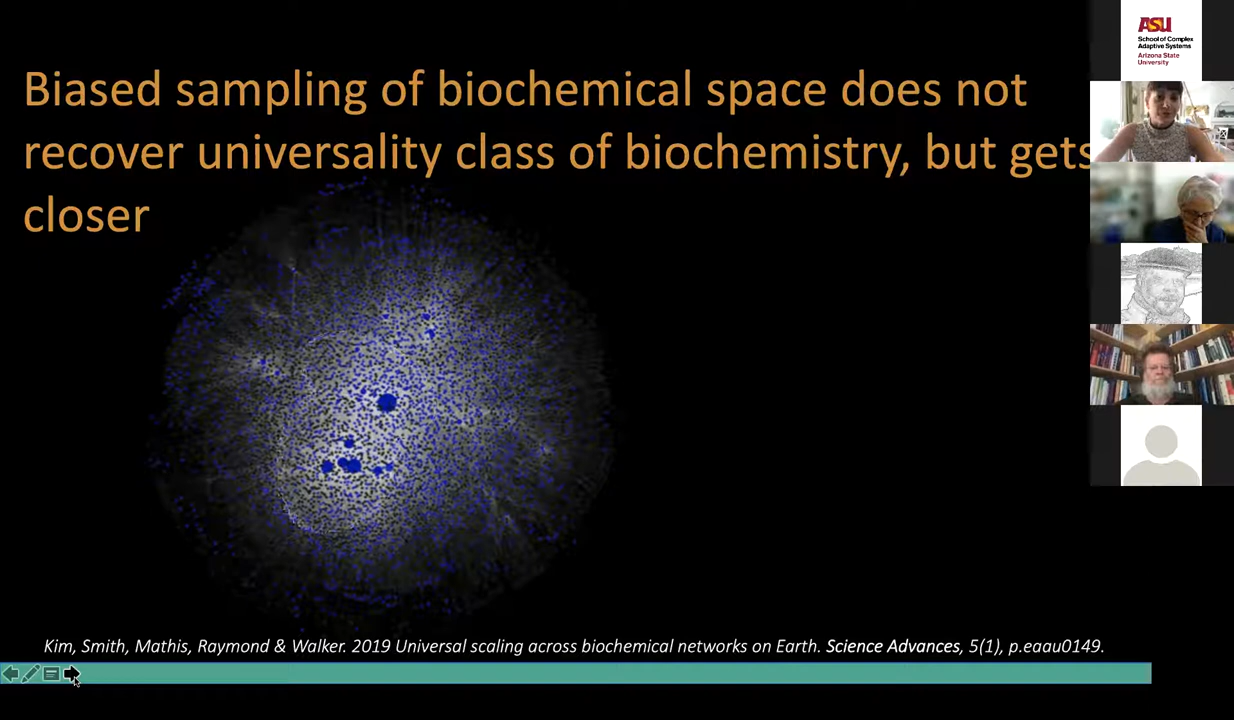 Biased sampling of biochemical space does not
recover universality class of biochemistry, but gets
closer
Kim, Smith, Mathis, Raymond & Walker. 2019 Universal scaling across biochemical networks on Earth. Science Advances, 5(1), p.eaau0149.
ASU
School of Complex
Adaptive Systems
Arizona State
University